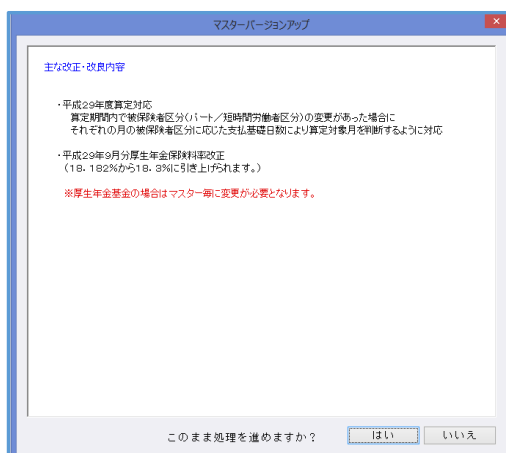 マスターバージョンアップ
主な改正・改良内容
・平成29年度算定対応
算定期間内で被保険者区分(パート/短時間労働者区分)の変更があった場合に
それぞれの月の被保険者区分に応じた支払基礎日数により算定対象月を判断するように対応
・平成29年9月分厚生年金保険料率改正
(18.182%から18.3%に引き上げられます。)
※厚生年金基金の場合はマスター毎に変更が必要となります。
このまま処理を進めますか?
はい
いいえ